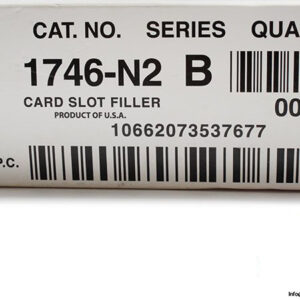 CAT. NO. SERIES QUA
1746-N2 B
CARD SLOT FILLER 00
PRODUCT OF U.S.A.
10662073537677
P.C.